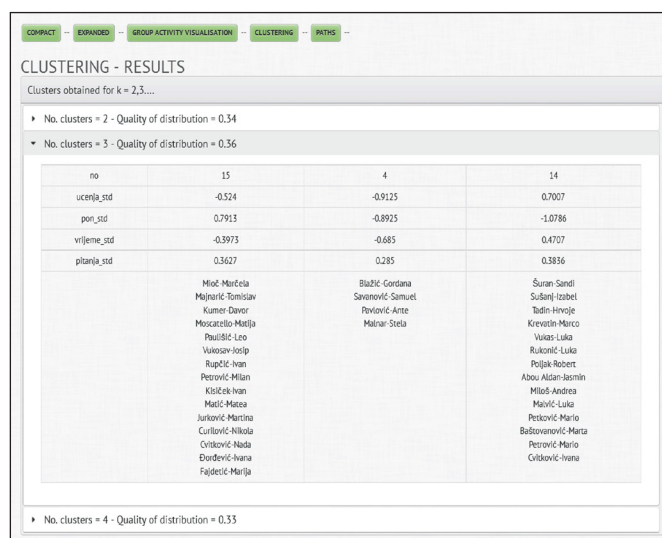 COMPACT -- EXPANDED -- GROUP ACTIVITY VISUALISATION -- CLUSTERING -- PATHS --
CLUSTERING - RESULTS
Clusters obtained for k = 2,3....
No. clusters = 2 - Quality of distribution = 0.34
No. clusters = 3 - Quality of distribution = 0.36
no 15 4 14
ucenja_std -0.524 -0.9125 0.7007
pon_std 0.7913 -0.8925 -1.0786
vrijeme_std -0.3973 -0.685 0.4707
pitanja_std 0.3627 0.285 0.3836
Mioč-Marčela Blažić-Gordana Šuran-Sandi
Majnarić-Tomislav Savanović-Samuel Sušanj-Izabel
Kumer-Davor Pavlović-Ante Tadin-Hrvoje
Moscatello-Matija Malnar-Stela Krevatin-Marco
Paulišić-Leo Vukas-Luka
Vukosav-Josip Rukonić-Luka
Rupčić-Ivan Poljak-Robert
Petrović-Milan Abou Aldan-Jasmin
Kisiček-Ivan Miloš-Andrea
Matić-Matea Malvić-Luka
Jurković-Martina Petković-Mario
Curilović-Nikola Baštovanović-Marta
Cvitković-Nada Petrović-Mario
Đorđević-Ivana Cvitković-Ivana
Fajdetić-Marija
No. clusters = 4 - Quality of distribution = 0.33